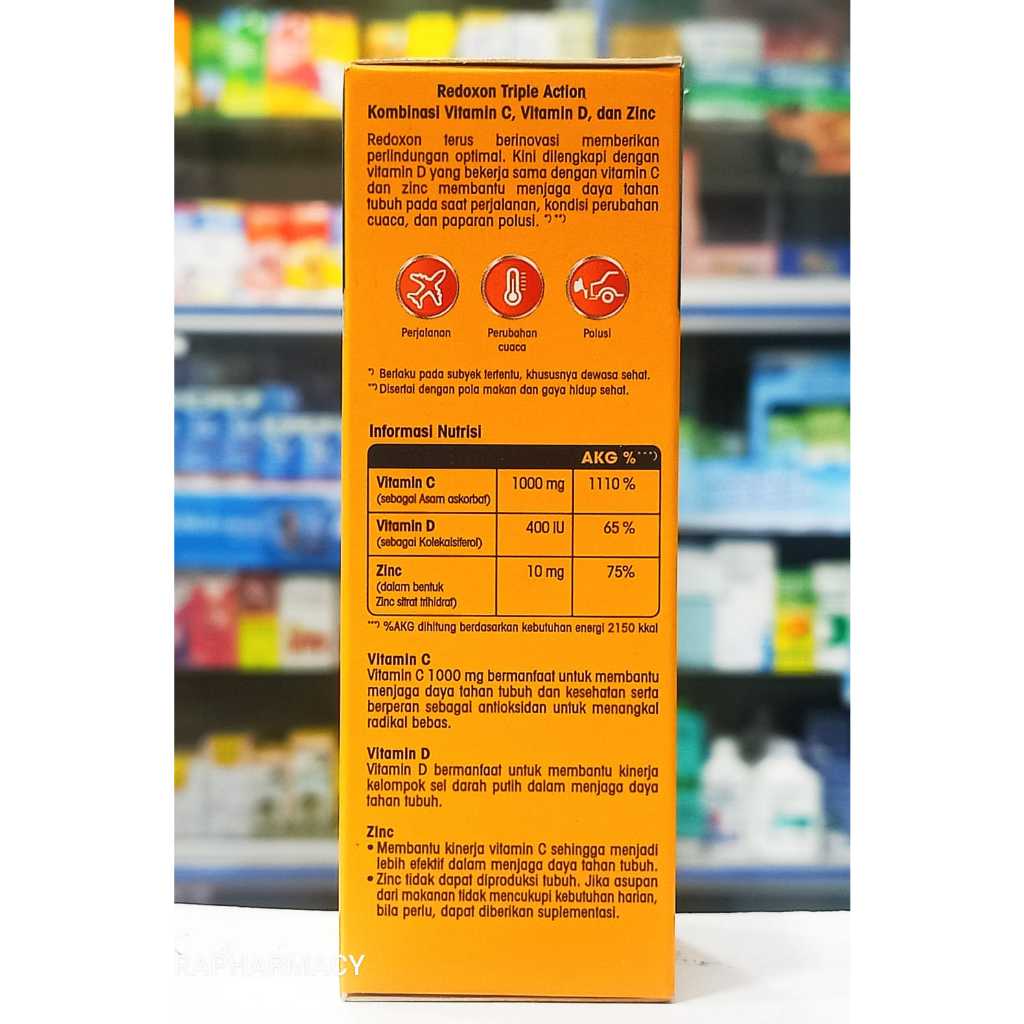 Redoxon Triple Action
Kombinasi Vitamin C, Vitamin D, dan Zinc
Redoxon terus berinovasi memberikan
perlindungan optimal. Kini dilengkapi dengan
vitamin D yang bekerja sama dengan vitamin C
dan zinc membantu menjaga daya tahan
tubuh pada saat perjalanan, kondisi perubahan
cuaca, dan paparan polusi. *) **)
Perjalanan
Perubahan
cuaca
Polusi
*) Berlaku pada subyek tertentu, khususnya dewasa sehat.
**) Disertai dengan pola makan dan gaya hidup sehat.
Informasi Nutrisi
AKG %***)
Vitamin C 1000 mg 1110 %
(sebagai Asam askorbat)
Vitamin D 400 IU 65 %
(sebagai Kolekalsiferol)
Zinc 10 mg 75%
(dalam bentuk
Zinc sitrat trihidrat)
***) %AKG dihitung berdasarkan kebutuhan energi 2150 kkal
Vitamin C
Vitamin C 1000 mg bermanfaat untuk membantu
menjaga daya tahan tubuh dan kesehatan serta
berperan sebagai antioksidan untuk menangkal
radikal bebas.
Vitamin D
Vitamin D bermanfaat untuk membantu kinerja
kelompok sel darah putih dalam menjaga daya
tahan tubuh.
Zinc
• Membantu kinerja vitamin C sehingga menjadi
lebih efektif dalam menjaga daya tahan tubuh.
• Zinc tidak dapat diproduksi tubuh. Jika asupan
dari makanan tidak mencukupi kebutuhan harian,
bila perlu, dapat diberikan suplementasi.
RAPHARMACY